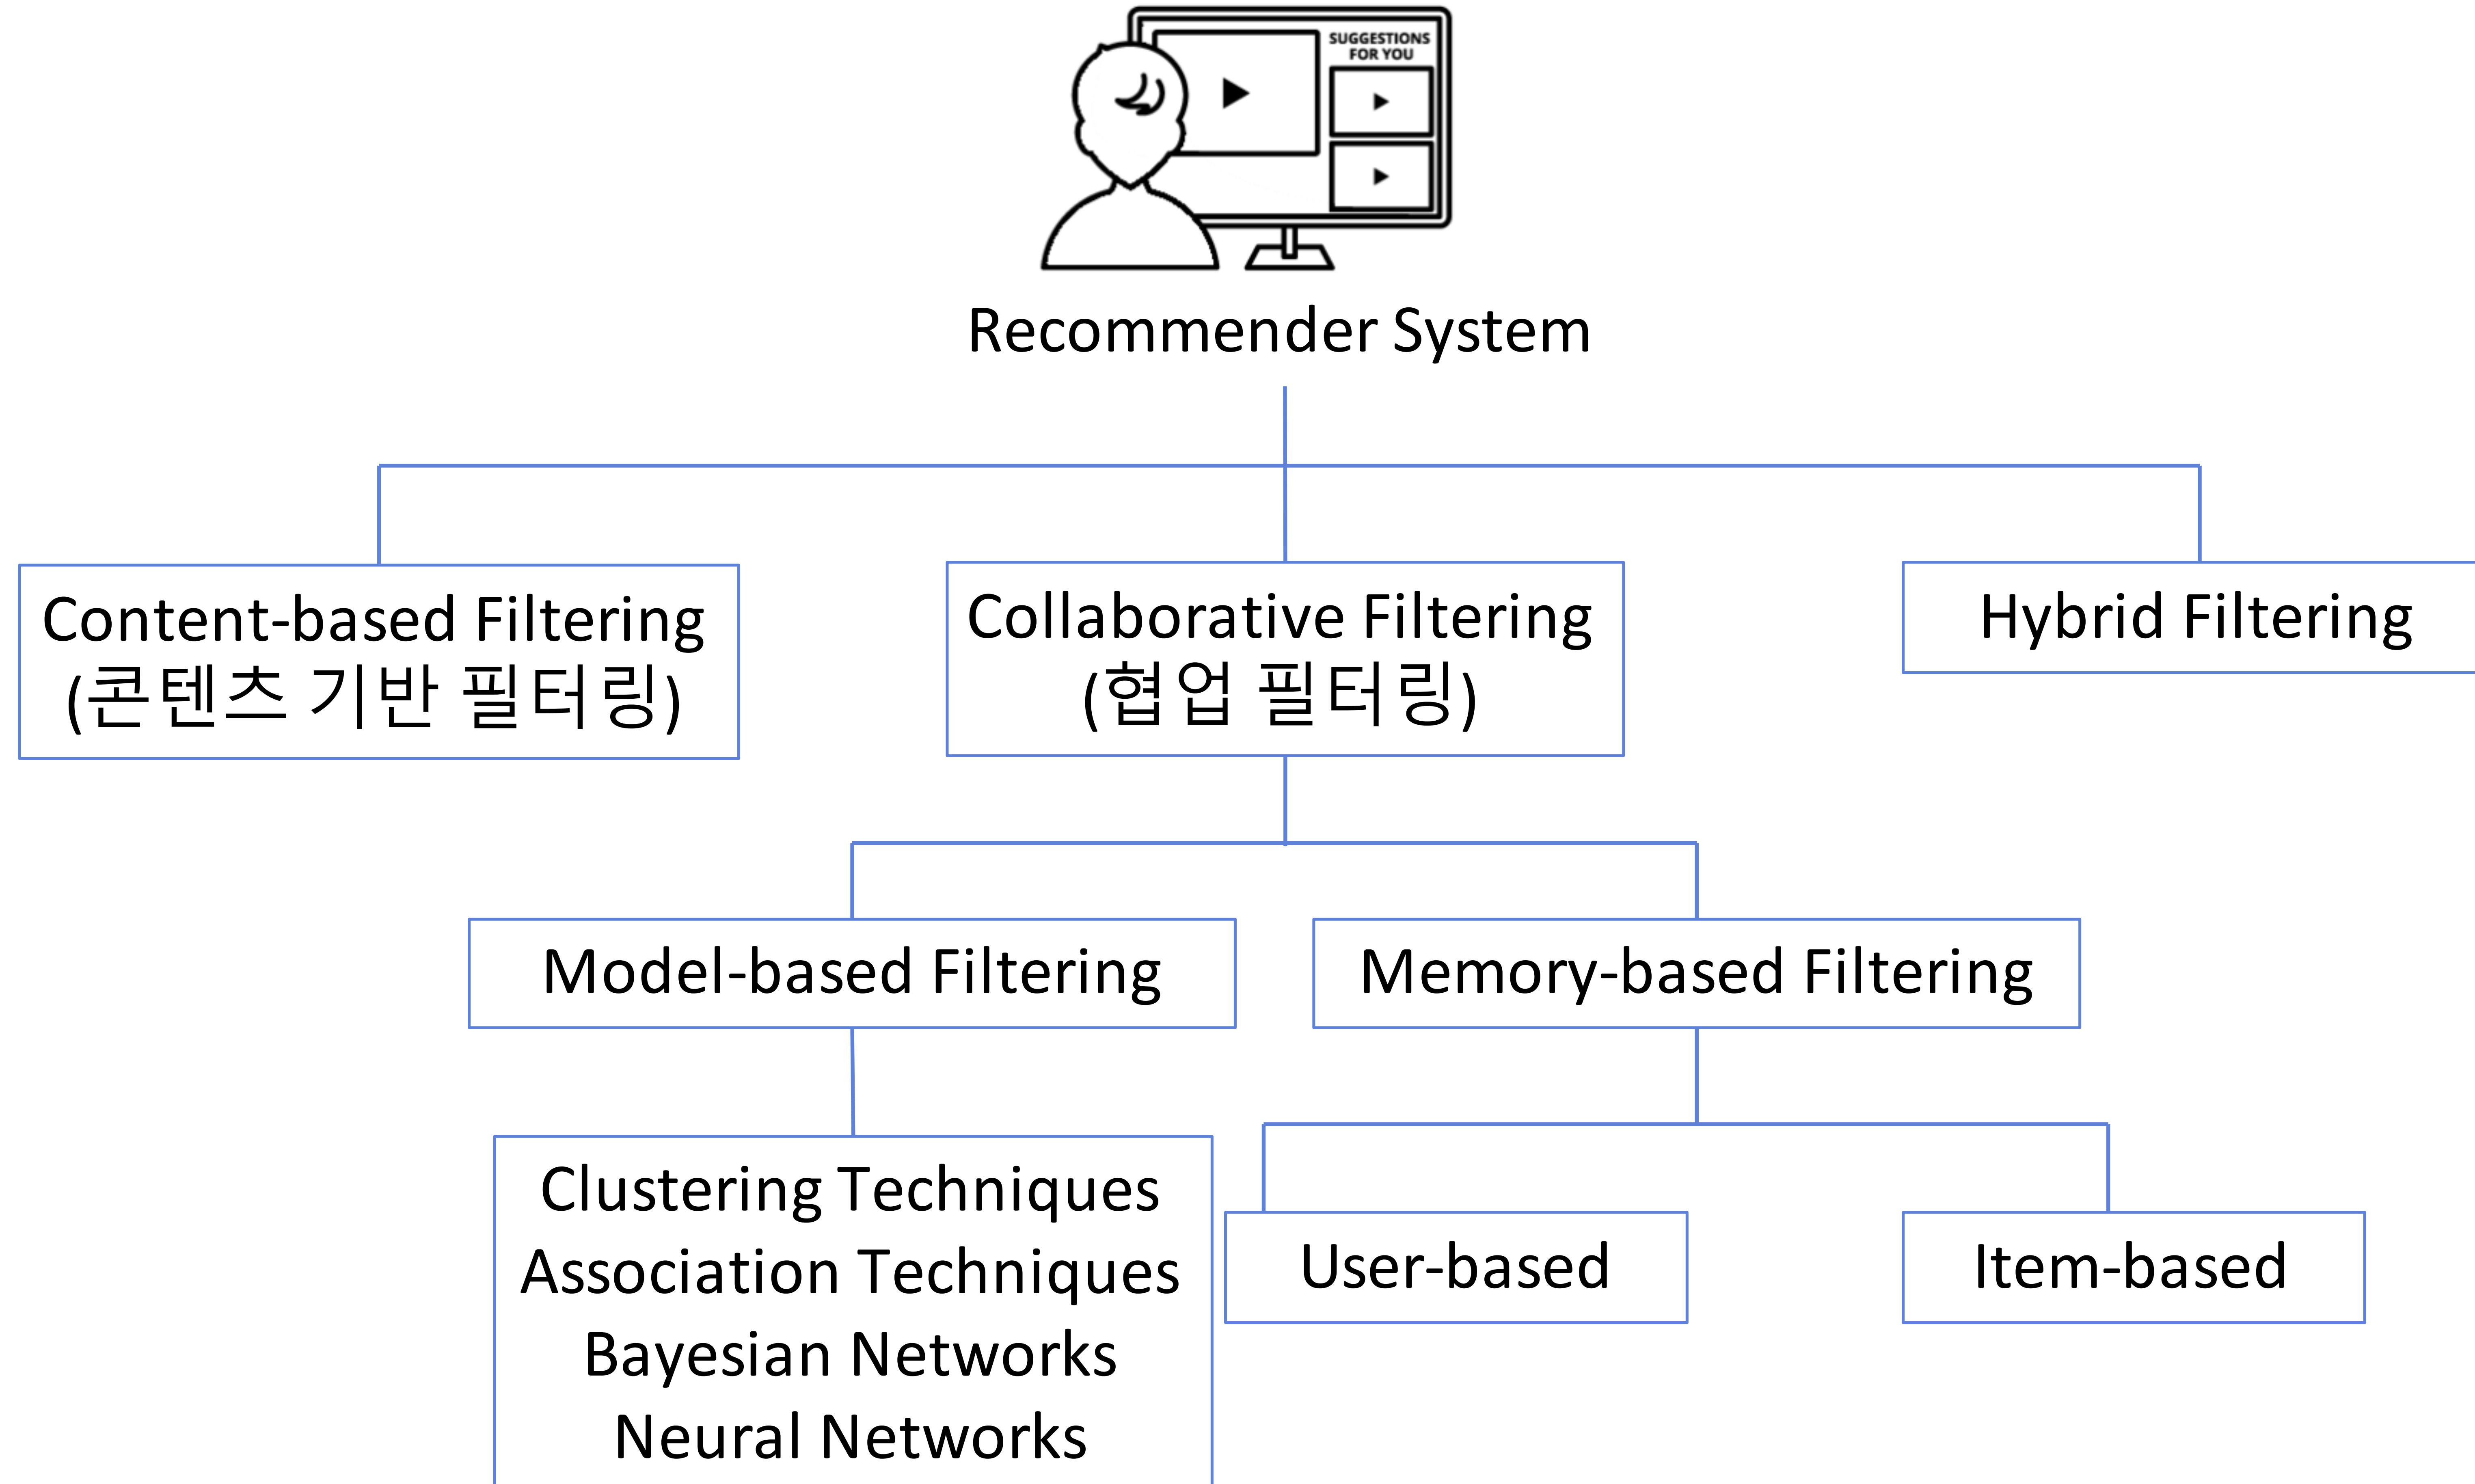 SUGGESTIONS
FOR YOU
Recommender System
Content-based Filtering
(콘텐츠 기반 필터링)
Collaborative Filtering
(협업 필터링)
Hybrid Filtering
Model-based Filtering
Memory-based Filtering
Clustering Techniques
Association Techniques
Bayesian Networks
Neural Networks
User-based
Item-based